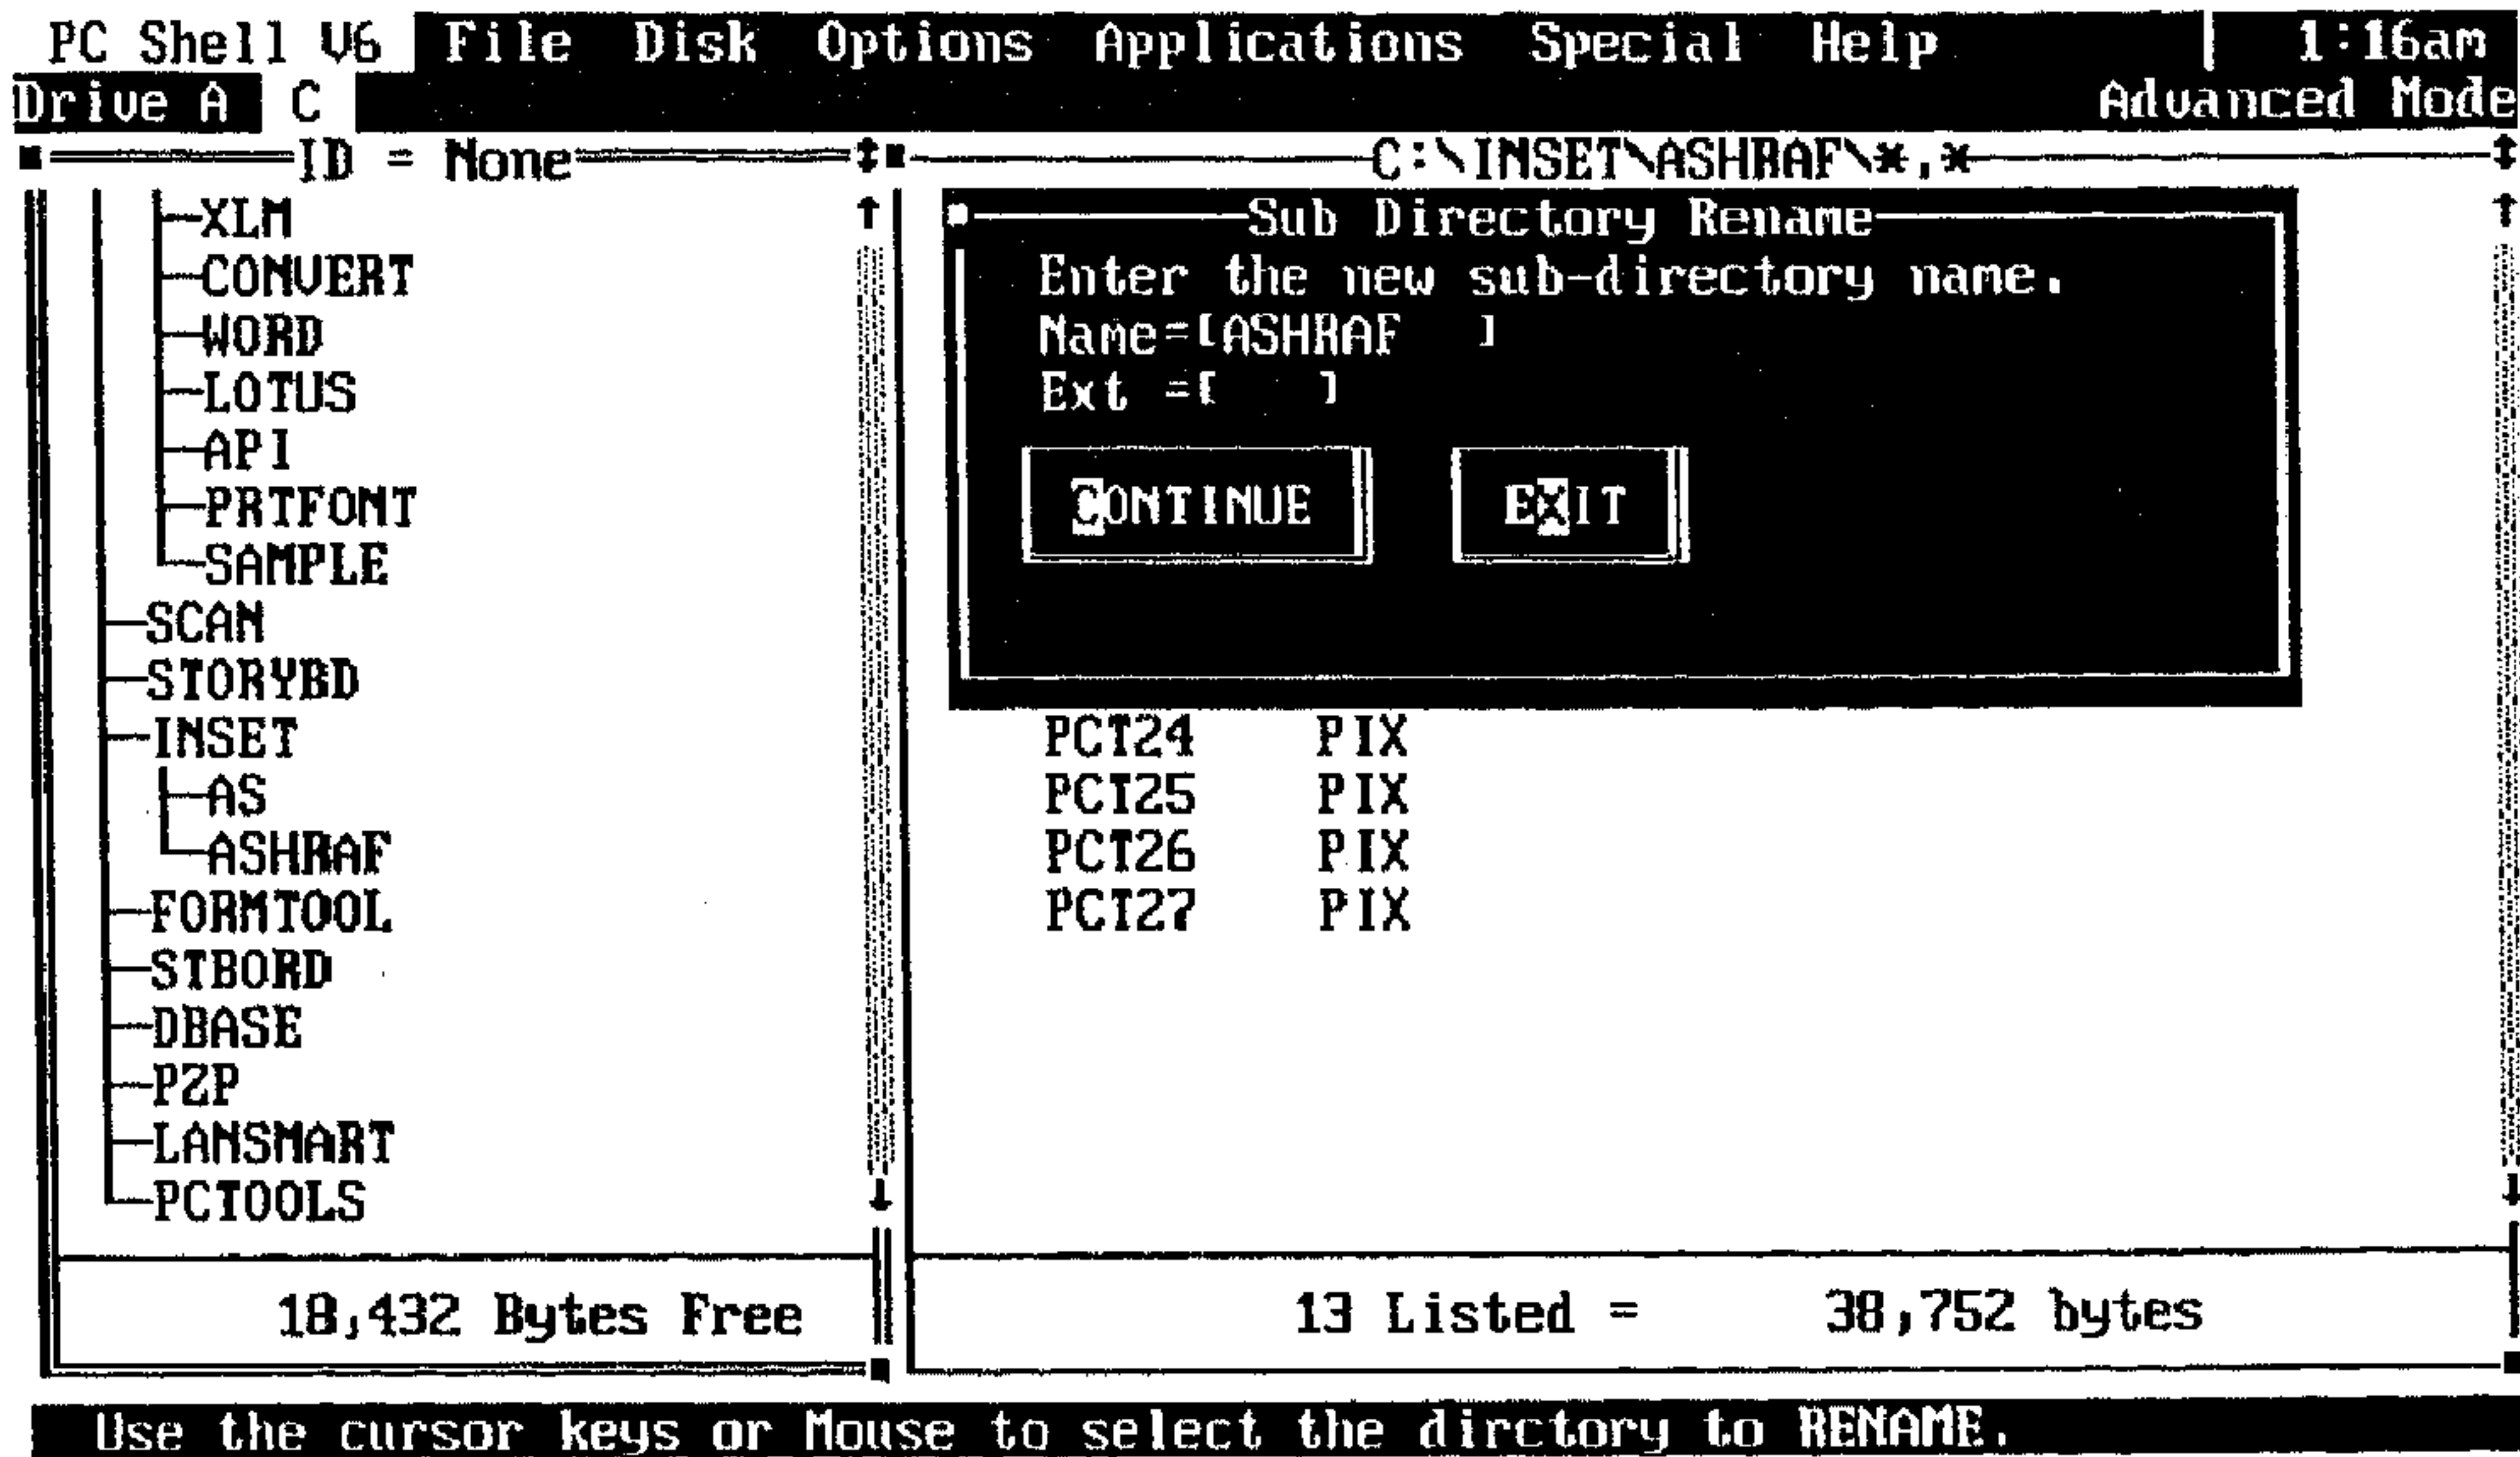 PC Shell V6 File Disk Options Applications Special Help 1:16am
Drive A C Advanced Mode
ID = None
XLM
CONVERT
WORD
LOTUS
API
PRTFONT
SAMPLE
SCAN
STORYBD
INSET
AS
ASHRAF
FORMTOOL
STBORD
DBASE
PZP
LANSMART
PCTOOLS
18,432 Bytes Free
C:\INSET\ASHRAF\*.*
Sub Directory Rename
Enter the new sub-directory name.
Name=[ASHRAF ]
Ext =[ ]
CONTINUE EXIT
PCT24 PIX
PCT25 PIX
PCT26 PIX
PCT27 PIX
13 Listed = 38,752 bytes
Use the cursor keys or Mouse to select the dirctory to RENAME.